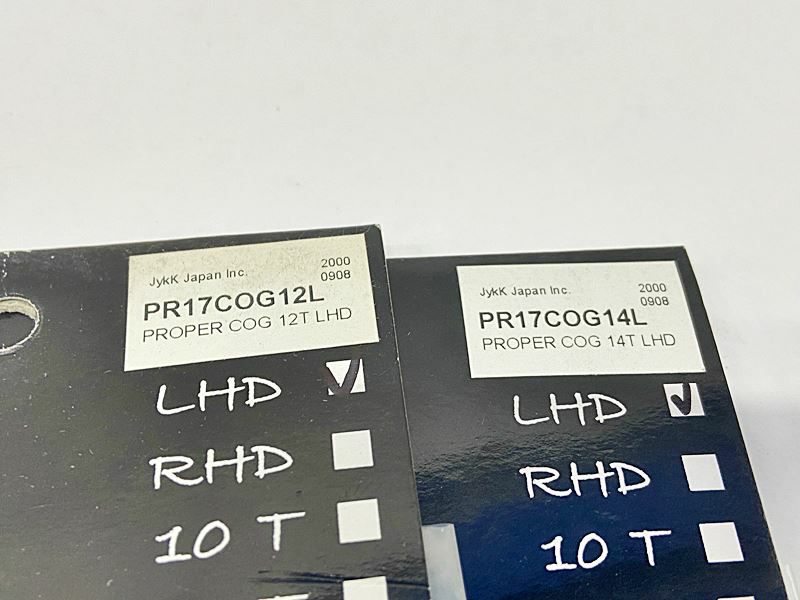 JykK Japan Inc.
2000
0908
PR17COG12L
PROPER COG 12T LHD
LHD
RHD
10 T
JykK Japan Inc.
2000
0908
PR17COG14L
PROPER COG 14T LHD
LHD
RHD
10 T